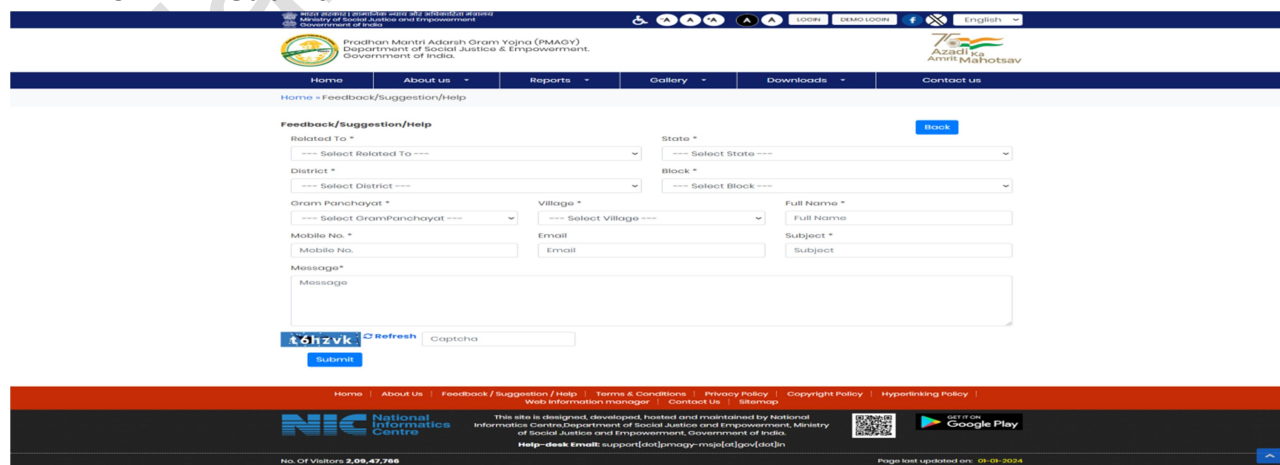 भारत सरकार | सामाजिक न्याय और अधिकारिता मंत्रालय
Ministry of Social Justice and Empowerment
Government of India
-A A +A A A LOGIN DEMO LOGIN English
Pradhan Mantri Adarsh Gram Yojna (PMAGY)
Department of Social Justice & Empowerment.
Government of India.
Azadi Ka
Amrit Mahotsav
Home About us Reports Gallery Downloads Contact us
Home » Feedback/Suggestion/Help
Feedback/Suggestion/Help Back
Related To * State *
--- Select Related To --- --- Select State ---
District * Block *
--- Select District --- --- Select Block ---
Gram Panchayat * Village * Full Name *
--- Select GramPanchayat --- --- Select Village --- Full Name
Mobile No. * Email Subject *
Mobile No. Email Subject
Message*
Message
t6hzvk Refresh Captcha
Submit
Home | About Us | Feedback / Suggestion / Help | Terms & Conditions | Privacy Policy | Copyright Policy | Hyperlinking Policy |
Web information manager | Contact Us | Sitemap
NIC National Informatics Centre
This site is designed, developed, hosted and maintained by National
Informatics Centre,Department of Social Justice and Empowerment, Ministry
of Social Justice and Empowerment, Government of India.
Help-desk Email: support[dot]pmagy-msje[at]gov[dot]in
GET IT ON
Google Play
No. Of Visitors 2,09,47,766 Page last updated on: 01-01-2024